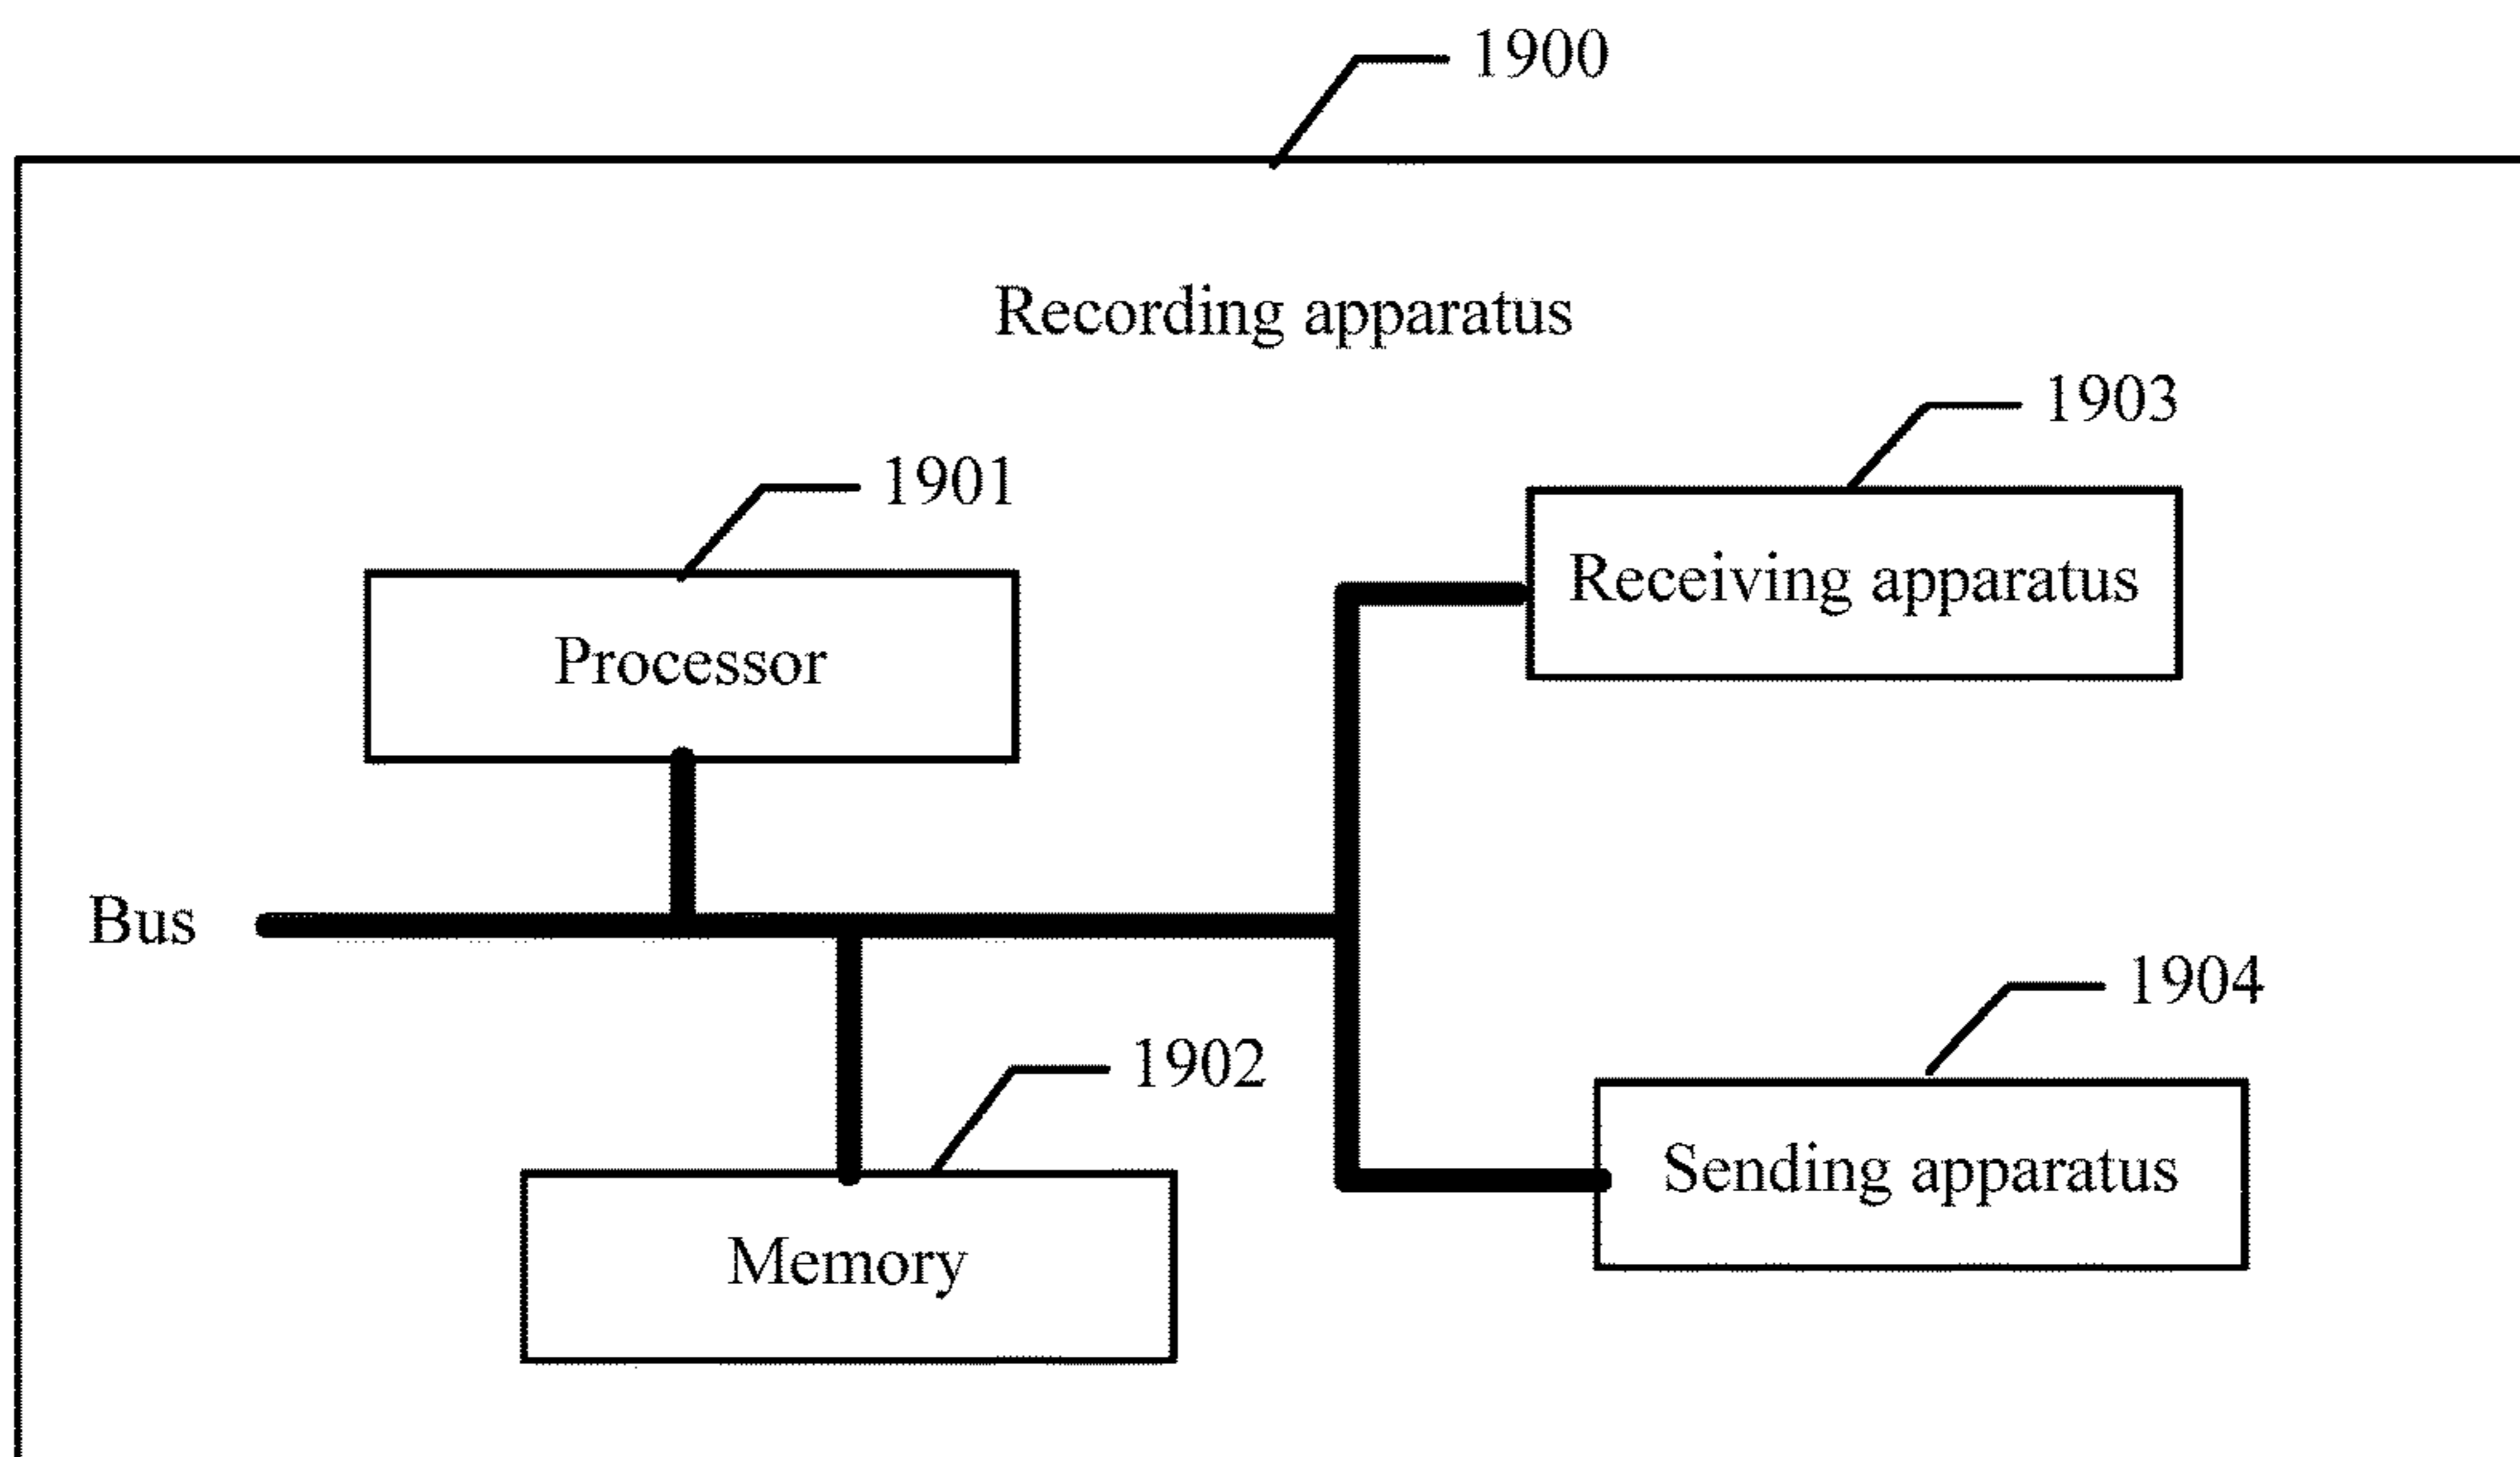 1900
Recording apparatus
1903
1901
Receiving apparatus
Processor
Bus
1904
1902
Sending apparatus
Memory